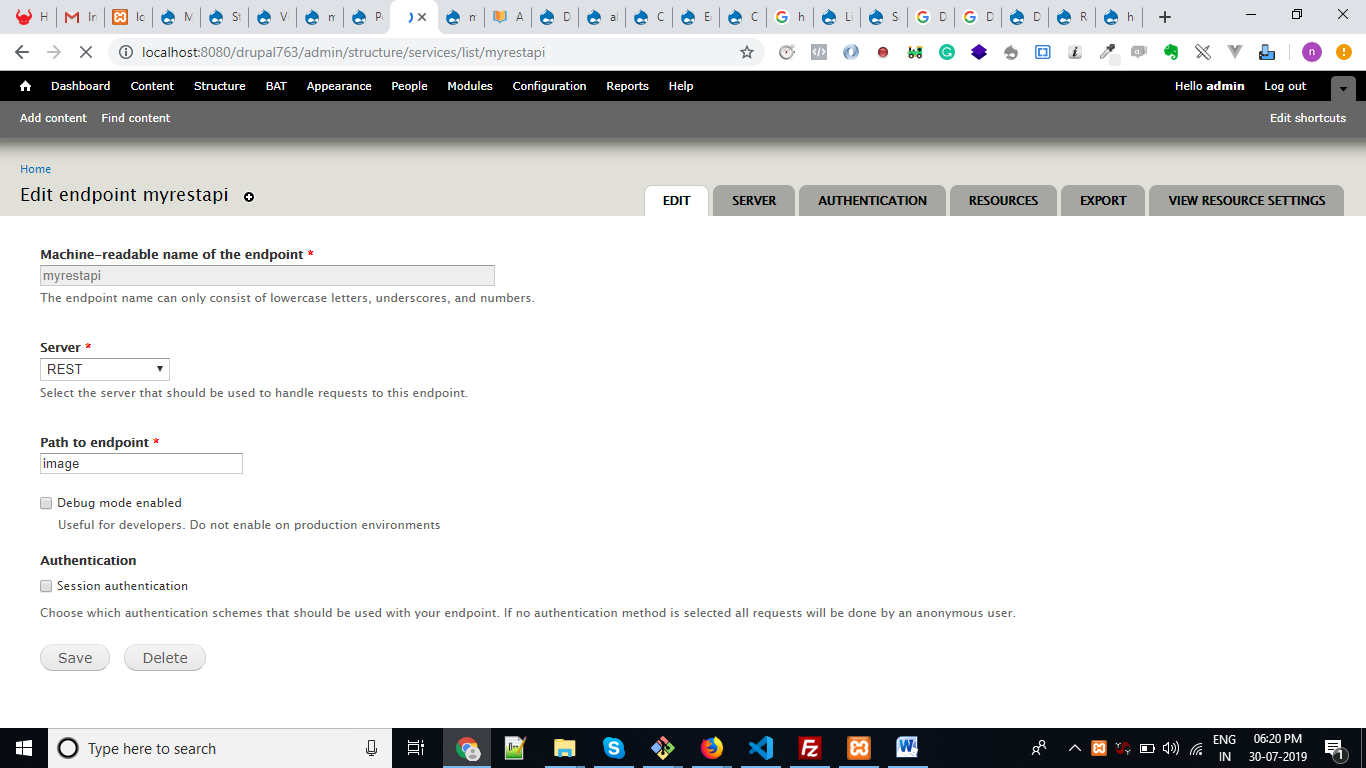 H
In
Ic
M
St
Vi
m
P
m
A
D
al
C
E
C
h
Li
S
D
D
D
R
h
localhost:8080/drupal763/admin/structure/services/list/myrestapi
n
Dashboard Content Structure BAT Appearance People Modules Configuration Reports Help Hello admin Log out
Add content Find content Edit shortcuts
Home
Edit endpoint myrestapi
EDIT SERVER AUTHENTICATION RESOURCES EXPORT VIEW RESOURCE SETTINGS
Machine-readable name of the endpoint *
myrestapi
The endpoint name can only consist of lowercase letters, underscores, and numbers.
Server *
REST
Select the server that should be used to handle requests to this endpoint.
Path to endpoint *
image
Debug mode enabled
Useful for developers. Do not enable on production environments
Authentication
Session authentication
Choose which authentication schemes that should be used with your endpoint. If no authentication method is selected all requests will be done by an anonymous user.
Save Delete
Type here to search
ENG
IN
06:20 PM
30-07-2019
1